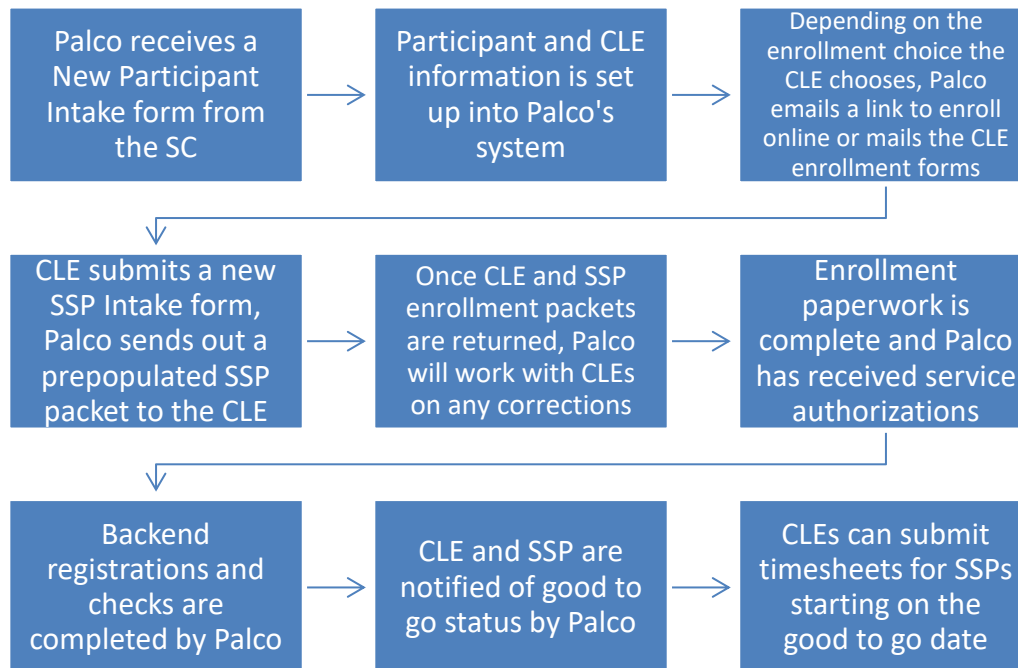 Palco receives a
New Participant
Intake form from
the SC
Participant and CLE
information is set
up into Palco's
system
Depending on the
enrollment choice the
CLE chooses, Palco
emails a link to enroll
online or mails the CLE
enrollment forms
CLE submits a new
SSP Intake form,
Palco sends out a
prepopulated SSP
packet to the CLE
Once CLE and SSP
enrollment packets
are returned, Palco
will work with CLEs
on any corrections
Enrollment
paperwork is
complete and Palco
has received service
authorizations
Backend
registrations and
checks are
completed by Palco
CLE and SSP are
notified of good to
go status by Palco
CLEs can submit
timesheets for SSPs
starting on the
good to go date